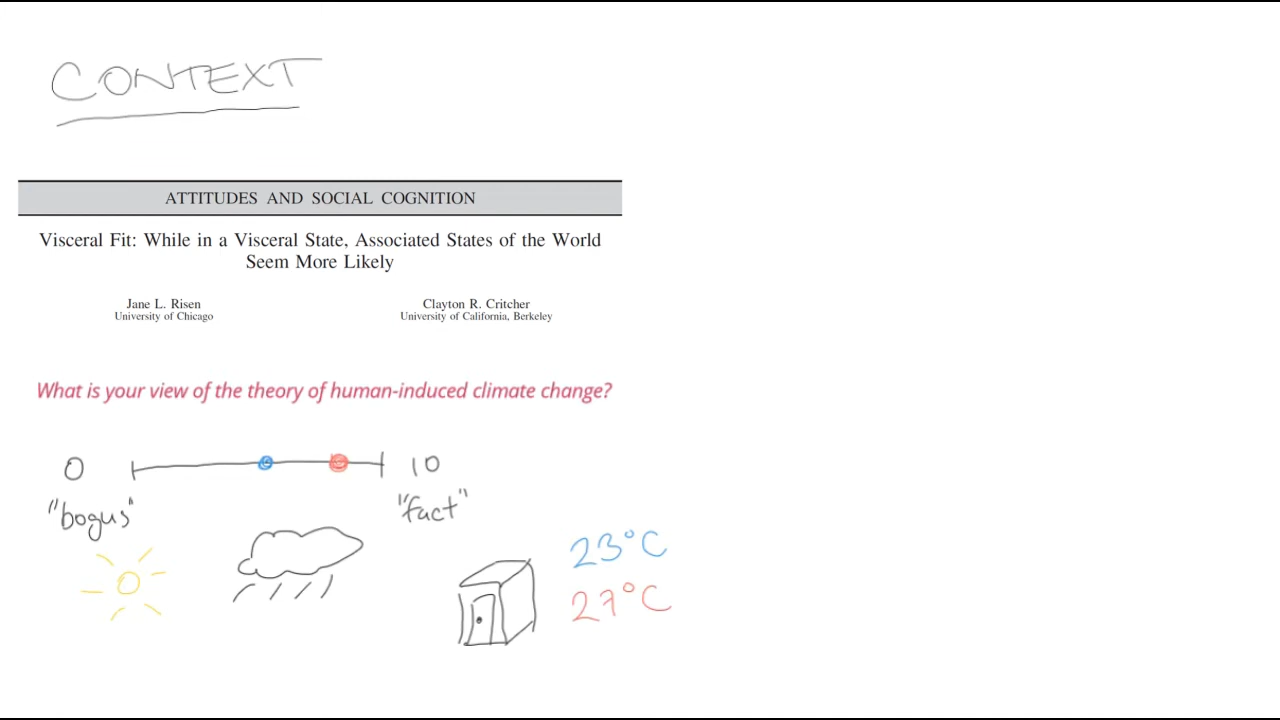 CONTEXT
ATTITUDES AND SOCIAL COGNITION
Visceral Fit: While in a Visceral State, Associated States of the World
Seem More Likely
Jane L. Risen
University of Chicago
Clayton R. Critcher
University of California, Berkeley
What is your view of the theory of human-induced climate change?
0
10
"bogus"
"fact"
23°C
27°C